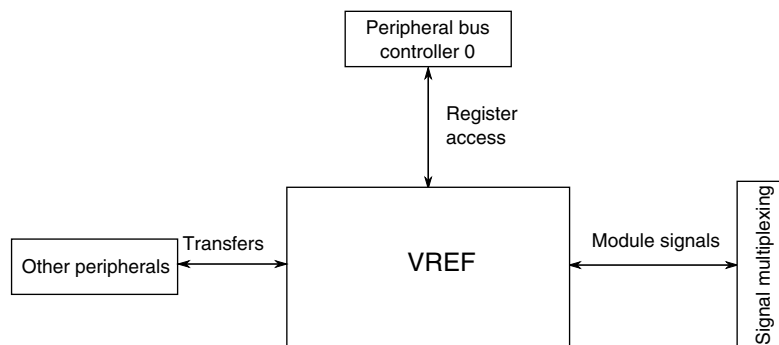 Peripheral bus
controller 0
Register
access
Transfers
Other peripherals
VREF
Module signals
Signal multiplexing